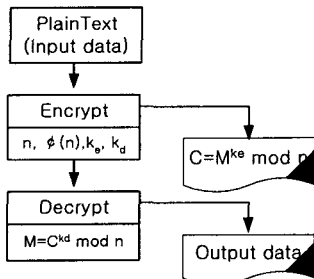 PlainText
(Input data)
Encrypt
n, ϕ(n),kₑ, k_d
C=M^ke mod n
Decrypt
M=C^kd mod n
Output data